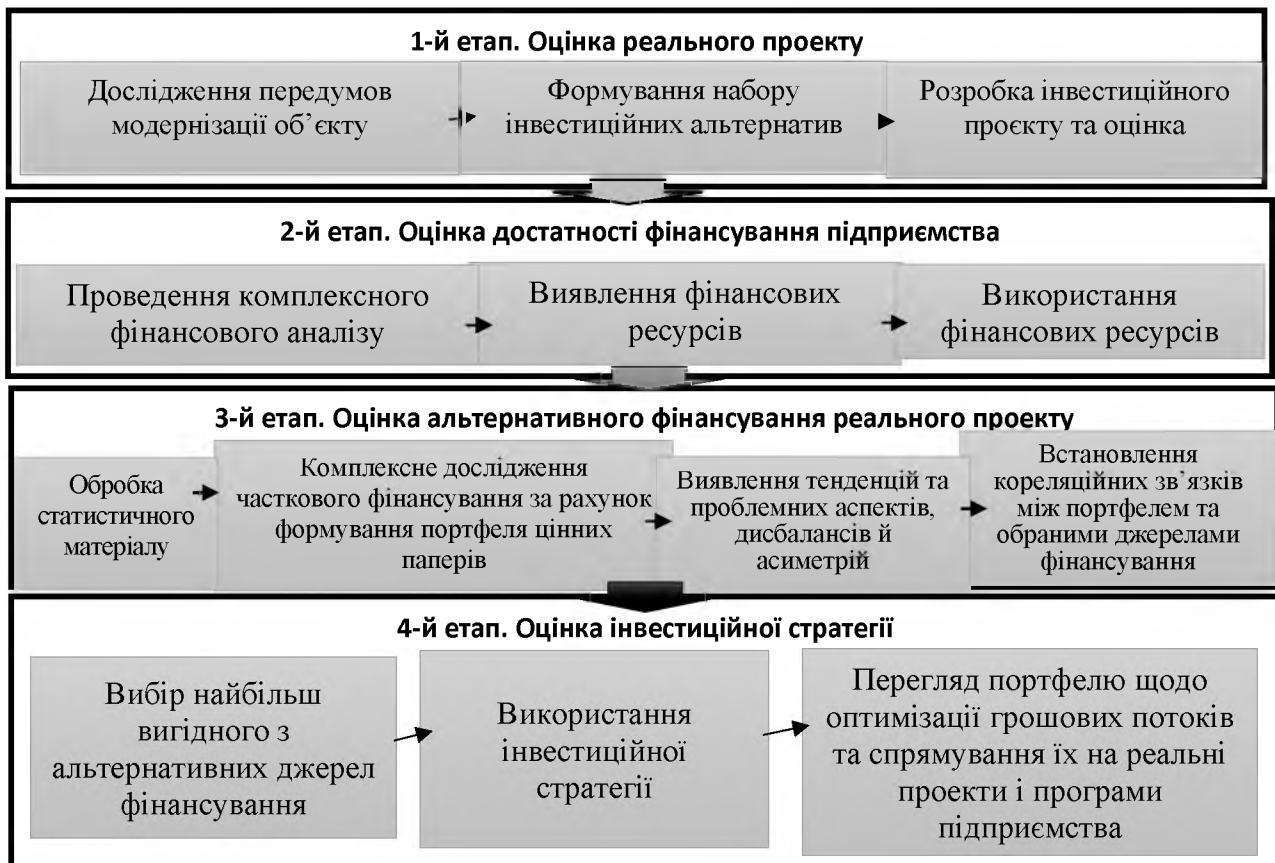 1-й етап. Оцінка реального проекту
Дослідження передумов
модернізації об’єкту
Формування набору
інвестиційних альтернатив
Розробка інвестиційного
проєкту та оцінка
2-й етап. Оцінка достатності фінансування підприємства
Проведення комплексного
фінансового аналізу
Виявлення фінансових
ресурсів
Використання
фінансових ресурсів
3-й етап. Оцінка альтернативного фінансування реального проекту
Обробка
статистичного
матеріалу
Комплексне дослідження
часткового фінансування за рахунок
формування портфеля цінних
паперів
Виявлення тенденцій та
проблемних аспектів,
дисбалансів й
асиметрій
Встановлення
кореляційних зв’язків
між портфелем та
обраними джерелами
фінансування
4-й етап. Оцінка інвестиційної стратегії
Вибір найбільш
вигідного з
альтернативних джерел
фінансування
Використання
інвестиційної
стратегії
Перегляд портфелю щодо
оптимізації грошових потоків
та спрямування їх на реальні
проекти і програми
підприємства